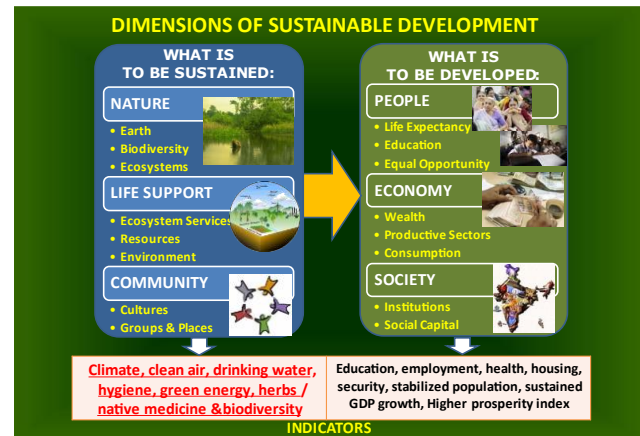 DIMENSIONS OF SUSTAINABLE DEVELOPMENT
WHAT IS
TO BE SUSTAINED:
NATURE
• Earth
• Biodiversity
• Ecosystems
LIFE SUPPORT
• Ecosystem Services
• Resources
• Environment
COMMUNITY
• Cultures
• Groups & Places
WHAT IS
TO BE DEVELOPED:
PEOPLE
• Life Expectancy
• Education
• Equal Opportunity
ECONOMY
• Wealth
• Productive Sectors
• Consumption
SOCIETY
• Institutions
• Social Capital
Climate, clean air, drinking water,
hygiene, green energy, herbs /
native medicine &biodiversity
Education, employment, health, housing,
security, stabilized population, sustained
GDP growth, Higher prosperity index
INDICATORS